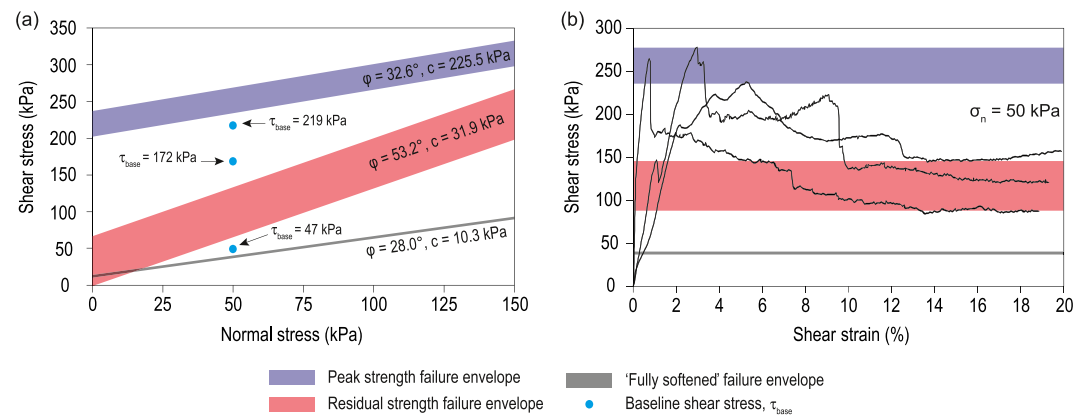 (a)
350
300
250
200
150
100
50
0
Shear stress (kPa)
0 25 50 75 100 125 150
Normal stress (kPa)
φ = 32.6°, c = 225.5 kPa
τbase = 219 kPa
τbase = 172 kPa
φ = 53.2°, c = 31.9 kPa
τbase = 47 kPa
φ = 28.0°, c = 10.3 kPa
(b)
300
250
200
150
100
50
0
Shear stress (kPa)
0 2 4 6 8 10 12 14 16 18 20
Shear strain (%)
σn = 50 kPa
Peak strength failure envelope
Residual strength failure envelope
‘Fully softened’ failure envelope
Baseline shear stress, τbase